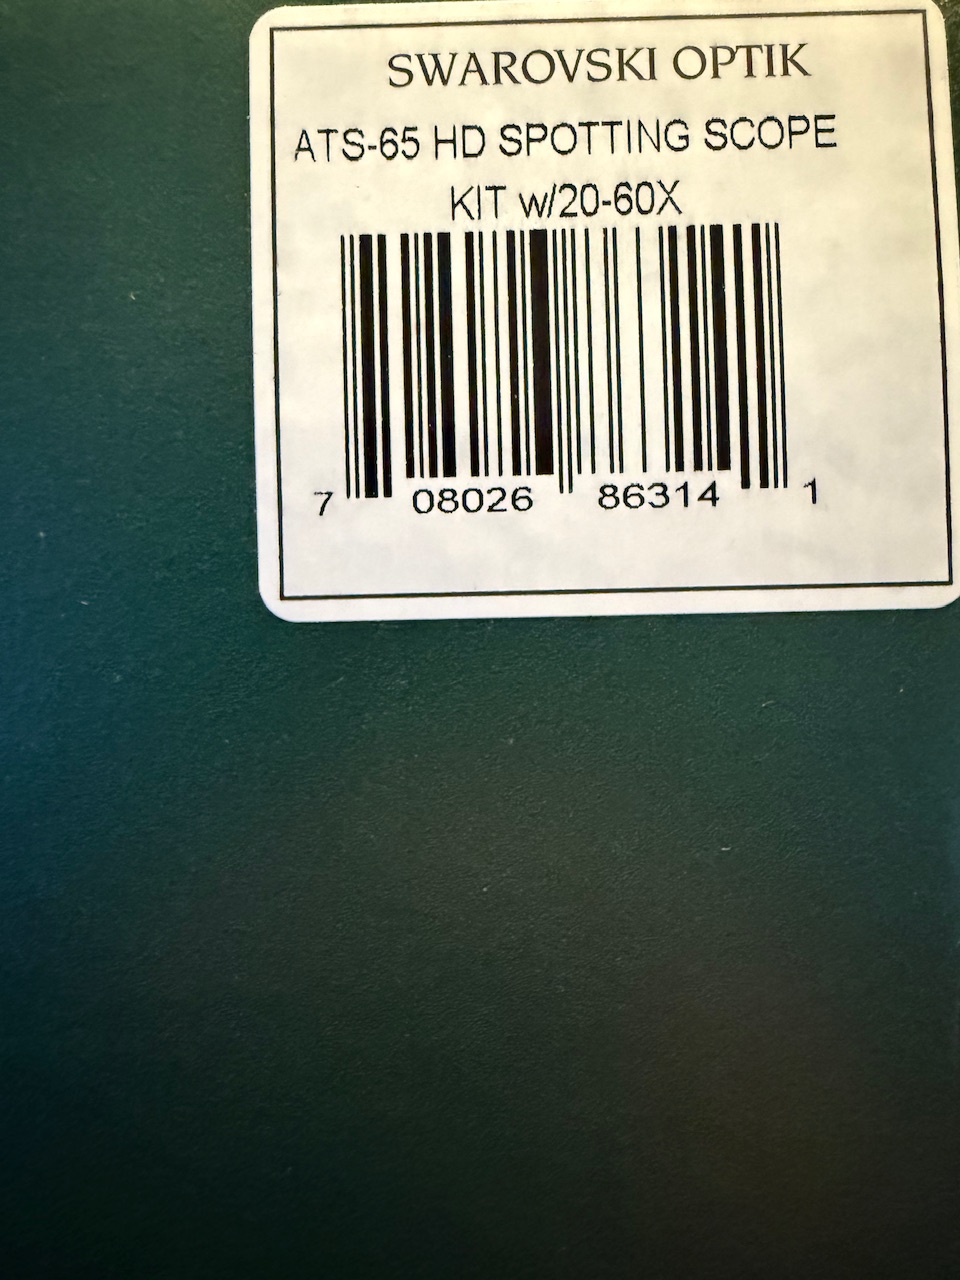 SWAROVSKI OPTIK
ATS-65 HD SPOTTING SCOPE
KIT w/20-60X
7 08026 86314 1